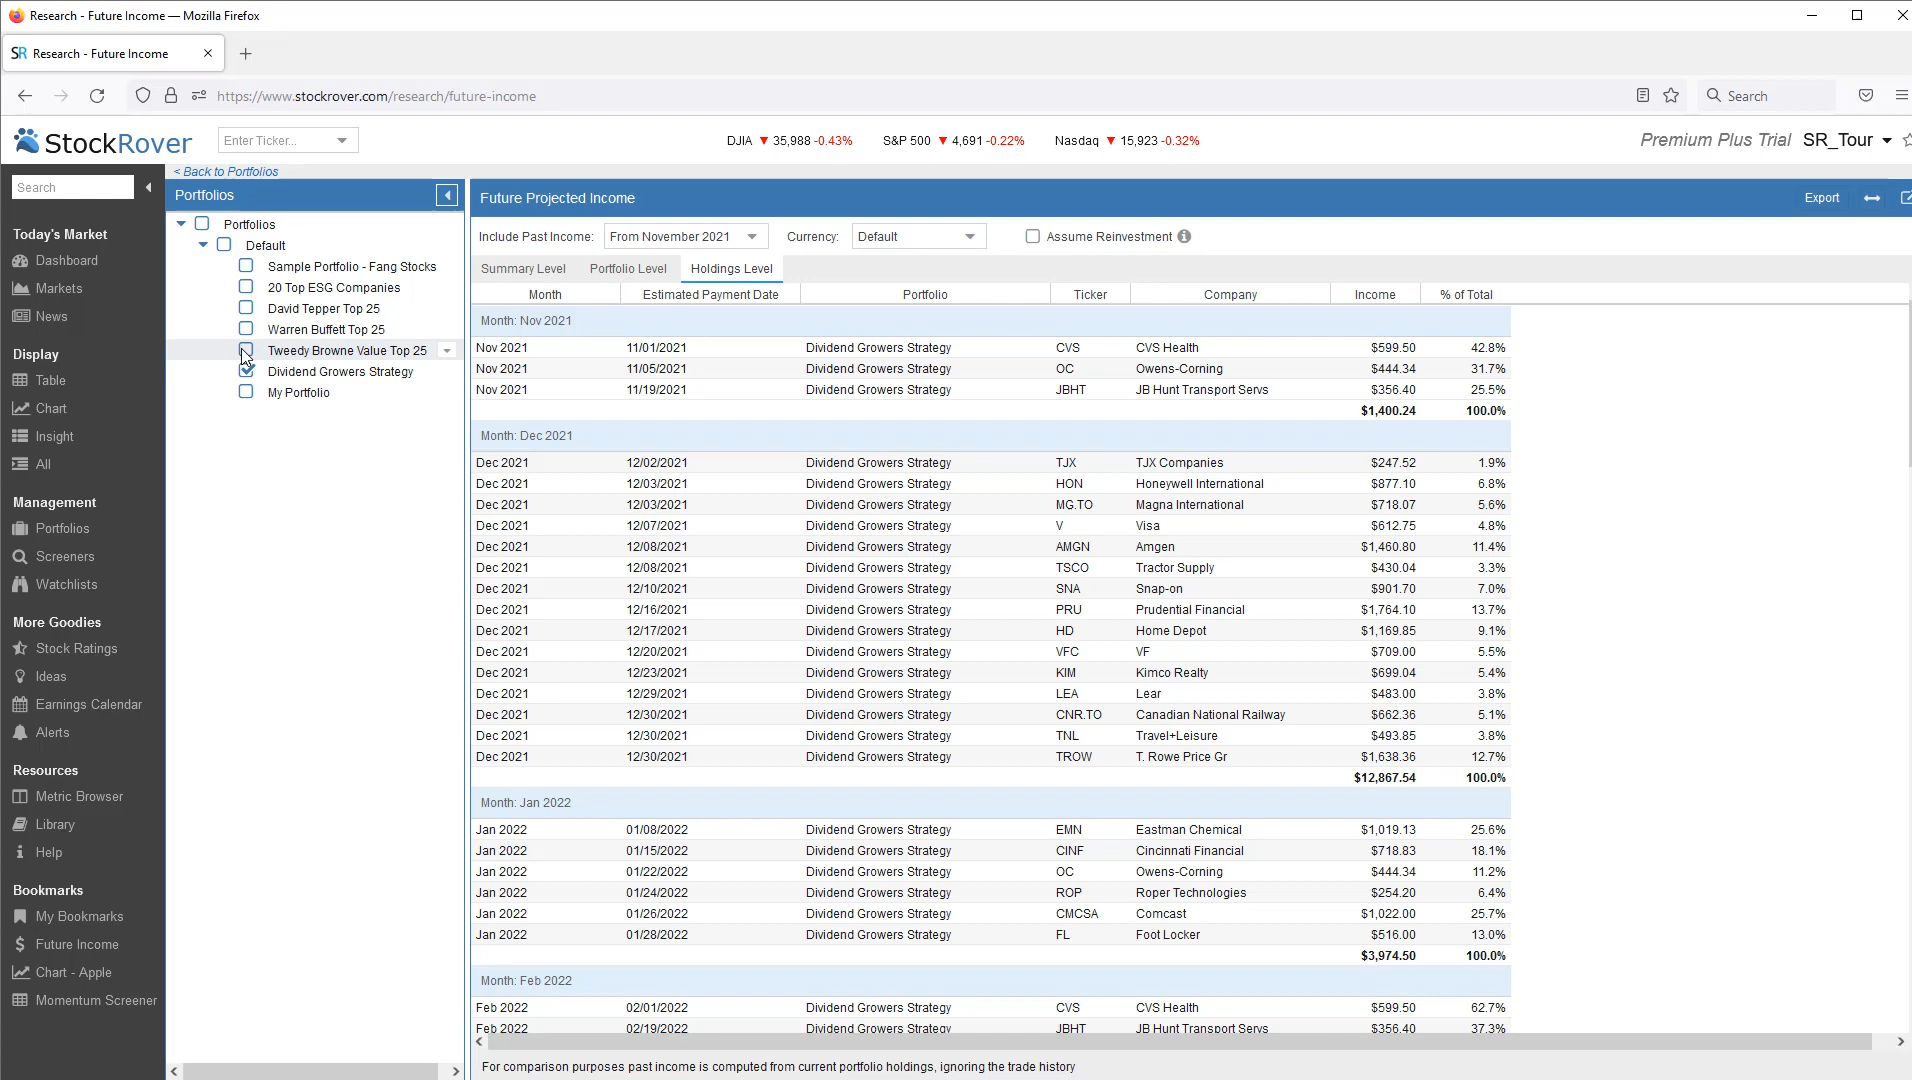 Research - Future Income — Mozilla Firefox
SR Research - Future Income
https://www.stockrover.com/research/future-income
Search
StockRover
Enter Ticker...
DJIA ▼ 35,988 -0.43% S&P 500 ▼ 4,691 -0.22% Nasdaq ▼ 15,923 -0.32%
Premium Plus Trial SR_Tour
Search
Today's Market
Dashboard
Markets
News
Display
Table
Chart
Insight
All
Management
Portfolios
Screeners
Watchlists
More Goodies
Stock Ratings
Ideas
Earnings Calendar
Alerts
Resources
Metric Browser
Library
Help
Bookmarks
My Bookmarks
Future Income
Chart - Apple
Momentum Screener
< Back to Portfolios
Portfolios
Portfolios
Default
Sample Portfolio - Fang Stocks
20 Top ESG Companies
David Tepper Top 25
Warren Buffett Top 25
Tweedy Browne Value Top 25
Dividend Growers Strategy
My Portfolio
Future Projected Income
Export
Include Past Income: From November 2021 Currency: Default Assume Reinvestment
Summary Level Portfolio Level Holdings Level
Month Estimated Payment Date Portfolio Ticker Company Income % of Total
Month: Nov 2021
Nov 2021 11/01/2021 Dividend Growers Strategy CVS CVS Health $599.50 42.8%
Nov 2021 11/05/2021 Dividend Growers Strategy OC Owens-Corning $444.34 31.7%
Nov 2021 11/19/2021 Dividend Growers Strategy JBHT JB Hunt Transport Servs $356.40 25.5%
$1,400.24 100.0%
Month: Dec 2021
Dec 2021 12/02/2021 Dividend Growers Strategy TJX TJX Companies $247.52 1.9%
Dec 2021 12/03/2021 Dividend Growers Strategy HON Honeywell International $877.10 6.8%
Dec 2021 12/03/2021 Dividend Growers Strategy MG.TO Magna International $718.07 5.6%
Dec 2021 12/07/2021 Dividend Growers Strategy V Visa $612.75 4.8%
Dec 2021 12/08/2021 Dividend Growers Strategy AMGN Amgen $1,460.80 11.4%
Dec 2021 12/08/2021 Dividend Growers Strategy TSCO Tractor Supply $430.04 3.3%
Dec 2021 12/10/2021 Dividend Growers Strategy SNA Snap-on $901.70 7.0%
Dec 2021 12/16/2021 Dividend Growers Strategy PRU Prudential Financial $1,764.10 13.7%
Dec 2021 12/17/2021 Dividend Growers Strategy HD Home Depot $1,169.85 9.1%
Dec 2021 12/20/2021 Dividend Growers Strategy VFC VF $709.00 5.5%
Dec 2021 12/23/2021 Dividend Growers Strategy KIM Kimco Realty $699.04 5.4%
Dec 2021 12/29/2021 Dividend Growers Strategy LEA Lear $483.00 3.8%
Dec 2021 12/30/2021 Dividend Growers Strategy CNR.TO Canadian National Railway $662.36 5.1%
Dec 2021 12/30/2021 Dividend Growers Strategy TNL Travel+Leisure $493.85 3.8%
Dec 2021 12/30/2021 Dividend Growers Strategy TROW T. Rowe Price Gr $1,638.36 12.7%
$12,867.54 100.0%
Month: Jan 2022
Jan 2022 01/08/2022 Dividend Growers Strategy EMN Eastman Chemical $1,019.13 25.6%
Jan 2022 01/15/2022 Dividend Growers Strategy CINF Cincinnati Financial $718.83 18.1%
Jan 2022 01/22/2022 Dividend Growers Strategy OC Owens-Corning $444.34 11.2%
Jan 2022 01/24/2022 Dividend Growers Strategy ROP Roper Technologies $254.20 6.4%
Jan 2022 01/26/2022 Dividend Growers Strategy CMCSA Comcast $1,022.00 25.7%
Jan 2022 01/28/2022 Dividend Growers Strategy FL Foot Locker $516.00 13.0%
$3,974.50 100.0%
Month: Feb 2022
Feb 2022 02/01/2022 Dividend Growers Strategy CVS CVS Health $599.50 62.7%
Feb 2022 02/19/2022 Dividend Growers Strategy JBHT JB Hunt Transport Servs $356.40 37.3%
For comparison purposes past income is computed from current portfolio holdings, ignoring the trade history